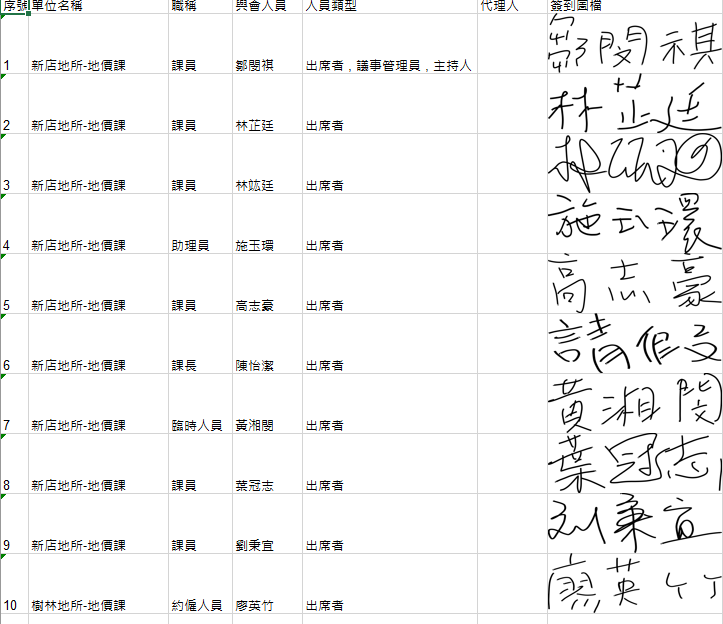 序號 單位名稱 職稱 與會人員 人員類型 代理人 簽到圖檔
1 新店地所-地價課 課員 鄒閔祺 出席者，議事管理員，主持人 鄒閔祺
2 新店地所-地價課 課員 林芷廷 出席者 林芷廷
3 新店地所-地價課 課員 林竑廷 出席者
4 新店地所-地價課 助理員 施玉環 出席者 施玉環
5 新店地所-地價課 課員 高志豪 出席者 高志豪
6 新店地所-地價課 課長 陳怡潔 出席者 請假
7 新店地所-地價課 臨時人員 黃湘閔 出席者 黃湘閔
8 新店地所-地價課 課員 葉冠志 出席者 葉冠志
9 新店地所-地價課 課員 劉秉宜 出席者 刘秉宜
10 樹林地所-地價課 約僱人員 廖英竹 出席者 廖英竹